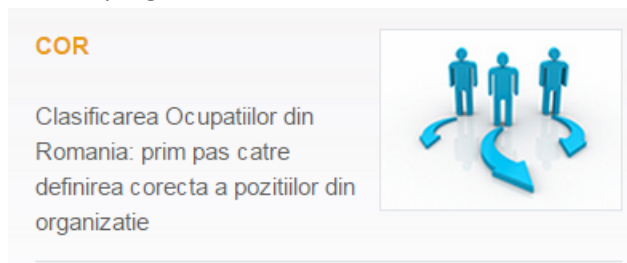 COR
Clasificarea Ocupatiilor din
Romania: prim pas catre
definirea corecta a pozitiilor din
organizatie